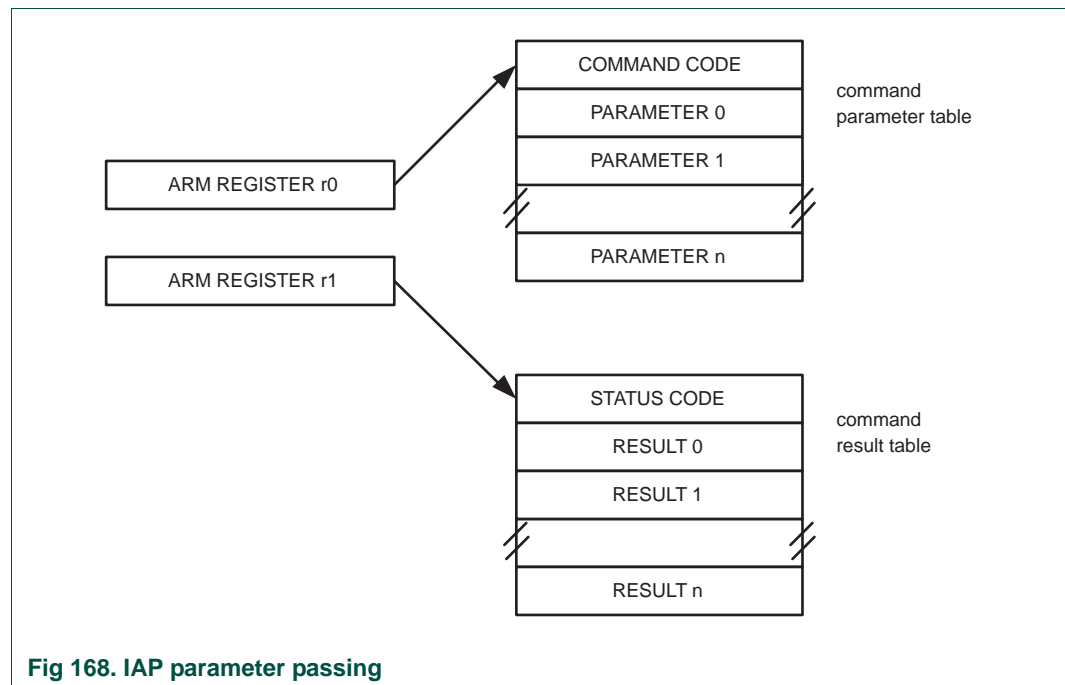 COMMAND CODE
PARAMETER 0
PARAMETER 1
PARAMETER n
command
parameter table
ARM REGISTER r0
ARM REGISTER r1
STATUS CODE
RESULT 0
RESULT 1
RESULT n
command
result table
Fig 168. IAP parameter passing